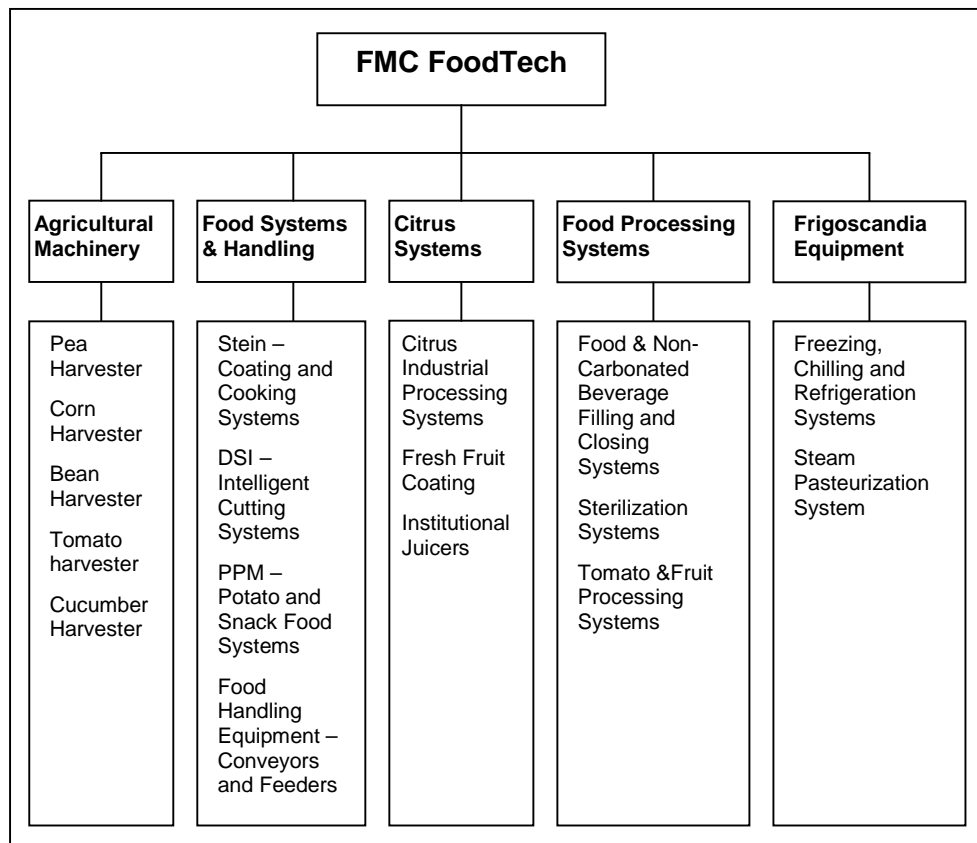 FMC FoodTech
Agricultural
Machinery
Food Systems
& Handling
Citrus
Systems
Food Processing
Systems
Frigoscandia
Equipment
Pea
Harvester
Corn
Harvester
Bean
Harvester
Tomato
harvester
Cucumber
Harvester
Stein –
Coating and
Cooking
Systems
DSI –
Intelligent
Cutting
Systems
PPM –
Potato and
Snack Food
Systems
Food
Handling
Equipment –
Conveyors
and Feeders
Citrus
Industrial
Processing
Systems
Fresh Fruit
Coating
Institutional
Juicers
Food & Non-
Carbonated
Beverage
Filling and
Closing
Systems
Sterilization
Systems
Tomato &Fruit
Processing
Systems
Freezing,
Chilling and
Refrigeration
Systems
Steam
Pasteurization
System